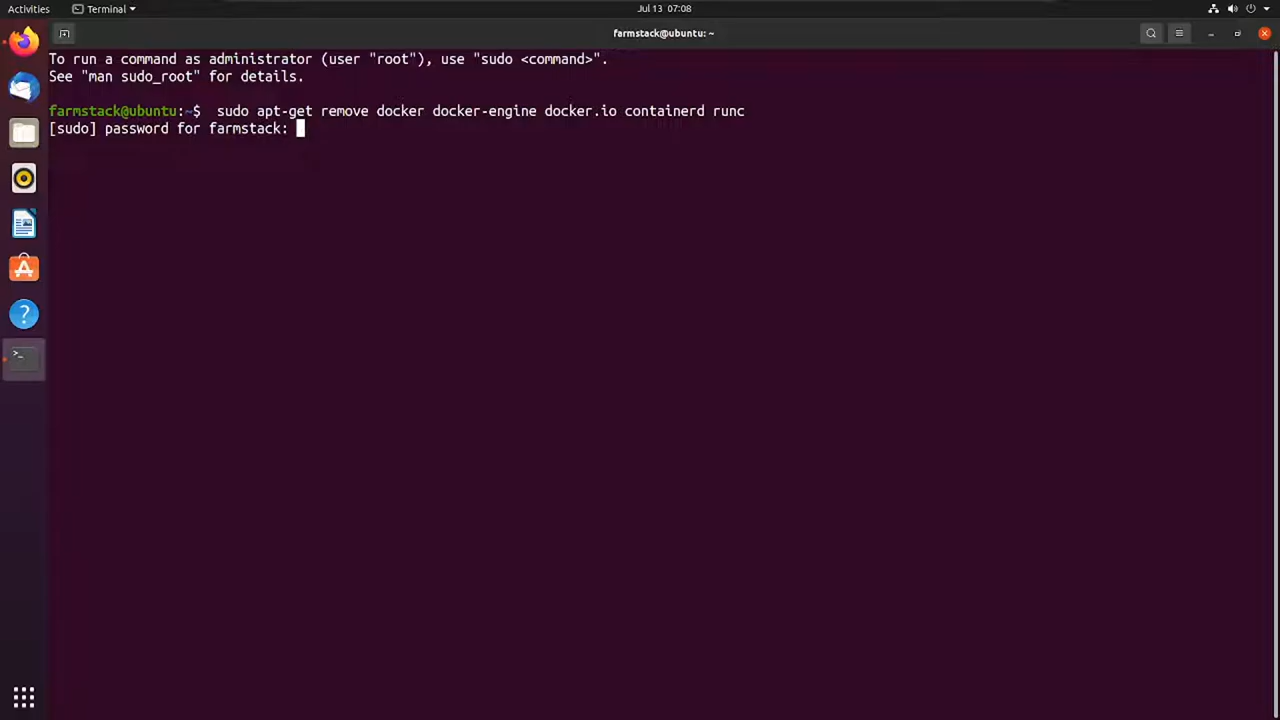 Activities
Terminal
Jul 13 07:08
farmstack@ubuntu: ~
To run a command as administrator (user "root"), use "sudo <command>".
See "man sudo_root" for details.
farmstack@ubuntu:~$  sudo apt-get remove docker docker-engine docker.io containerd runc
[sudo] password for farmstack: